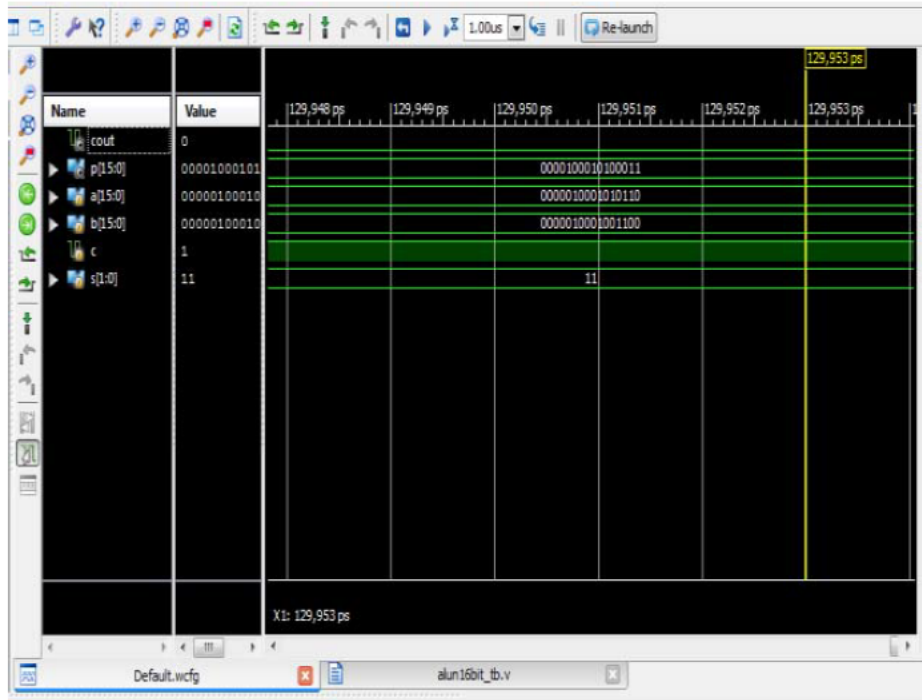 1.00us Re-launch
129,953 ps
Name Value 129,948 ps 129,949 ps 129,950 ps 129,951 ps 129,952 ps 129,953 ps
cout 0
p[15:0] 00001000101 0000100010100011
a[15:0] 00000100010 0000010001010110
b[15:0] 00000100010 0000010001001100
c 1
s[1:0] 11 11
X1: 129,953 ps
Default.wcfg alun16bit_tb.v